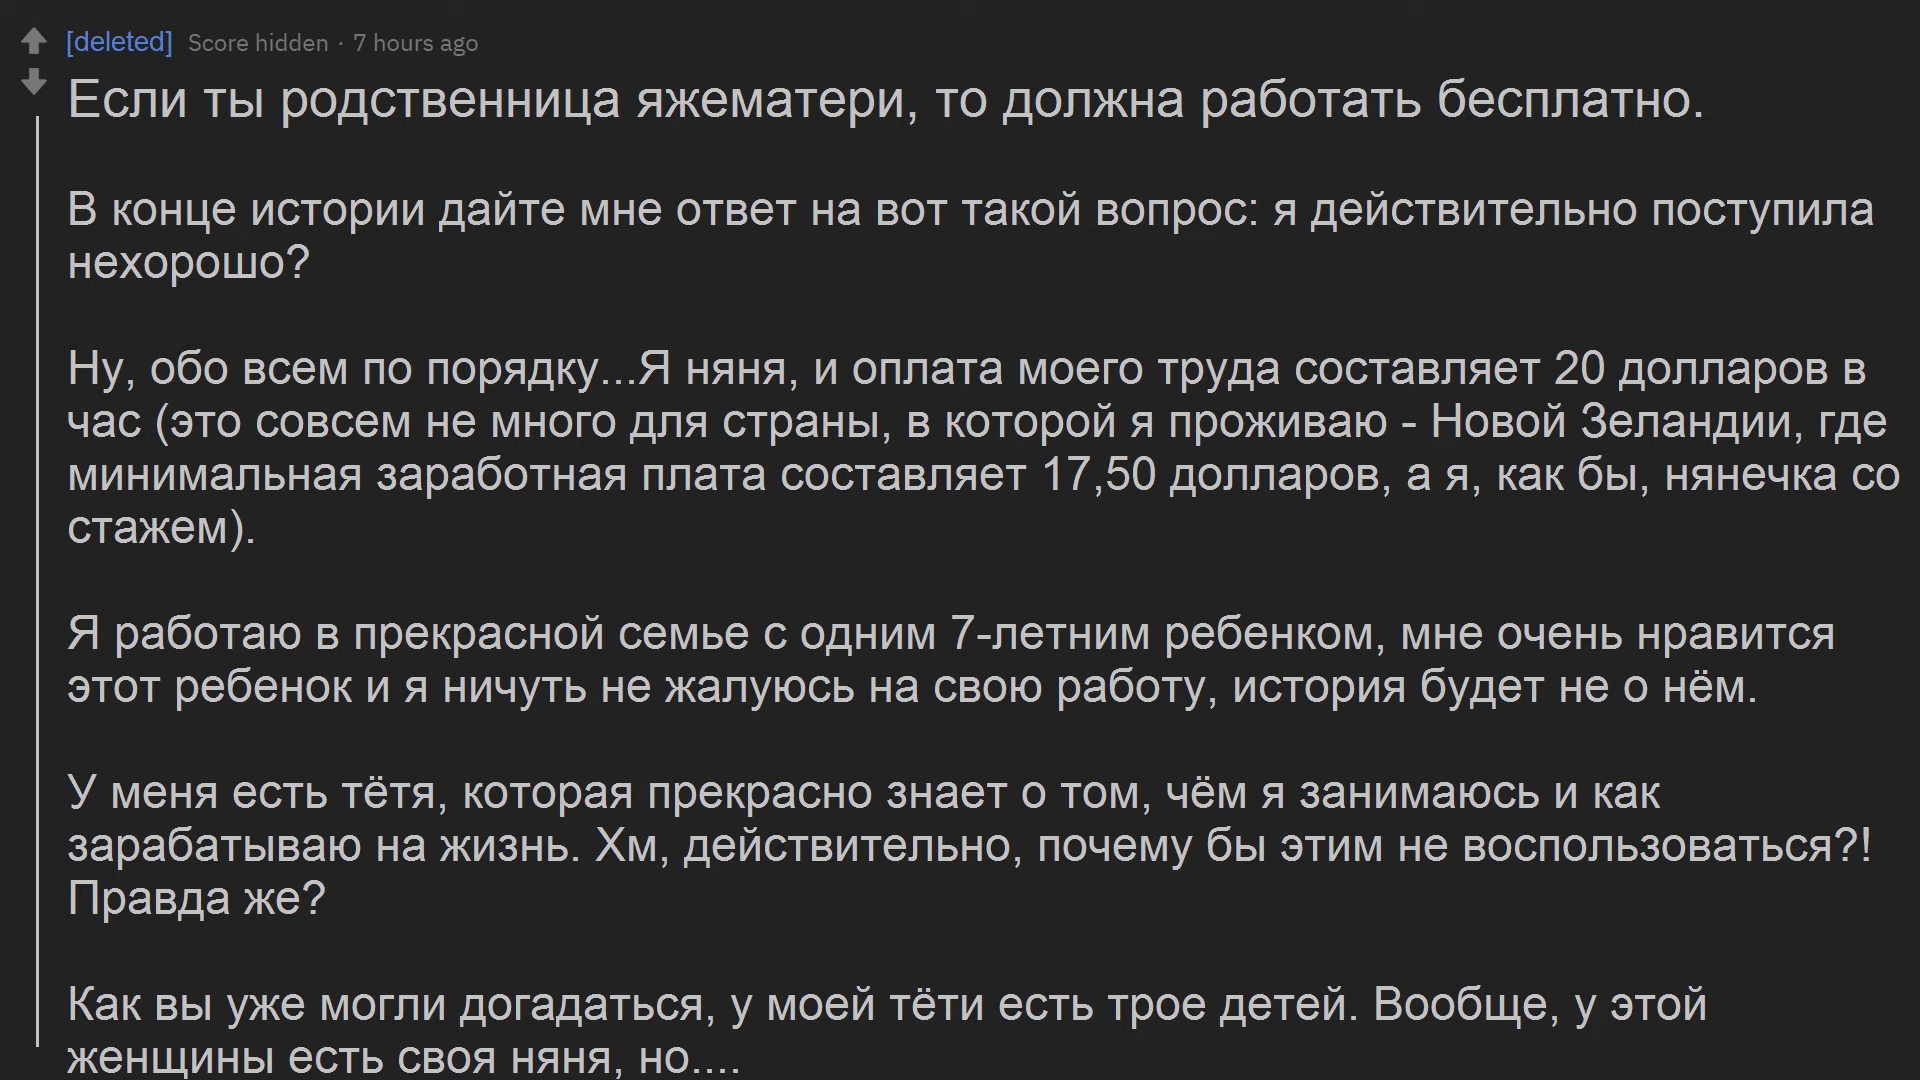 [deleted] Score hidden · 7 hours ago
Если ты родственница яжематери, то должна работать бесплатно.
В конце истории дайте мне ответ на вот такой вопрос: я действительно поступила
нехорошо?
Ну, обо всем по порядку...Я няня, и оплата моего труда составляет 20 долларов в
час (это совсем не много для страны, в которой я проживаю - Новой Зеландии, где
минимальная заработная плата составляет 17,50 долларов, а я, как бы, нянечка со
стажем).
Я работаю в прекрасной семье с одним 7-летним ребенком, мне очень нравится
этот ребенок и я ничуть не жалуюсь на свою работу, история будет не о нём.
У меня есть тётя, которая прекрасно знает о том, чём я занимаюсь и как
зарабатываю на жизнь. Хм, действительно, почему бы этим не воспользоваться?!
Правда же?
Как вы уже могли догадаться, у моей тёти есть трое детей. Вообще, у этой
женщины есть своя няня, но....